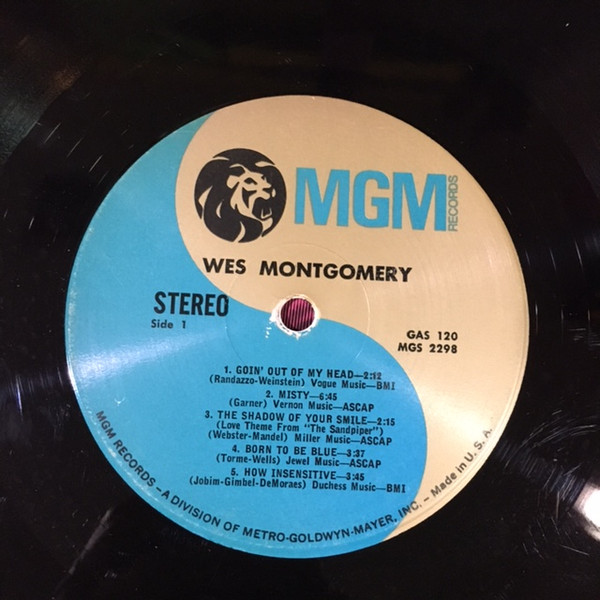 MGM
RECORDS
WES MONTGOMERY
STEREO
Side 1
GAS 120
MGS 2298
1. GOIN' OUT OF MY HEAD—2:12
(Randazzo-Weinstein) Vogue Music—BMI
2. MISTY—6:45
(Garner) Vernon Music—ASCAP
3. THE SHADOW OF YOUR SMILE—2:15
(Love Theme From "The Sandpiper")
(Webster-Mandel) Miller Music—ASCAP
4. BORN TO BE BLUE—3:37
(Torme-Wells) Jewel Music—ASCAP
5. HOW INSENSITIVE—3:45
(Jobim-Gimbel-DeMoraes) Duchess Music—BMI
MGM RECORDS – A DIVISION OF METRO-GOLDWYN-MAYER, INC. – Made in U. S. A.